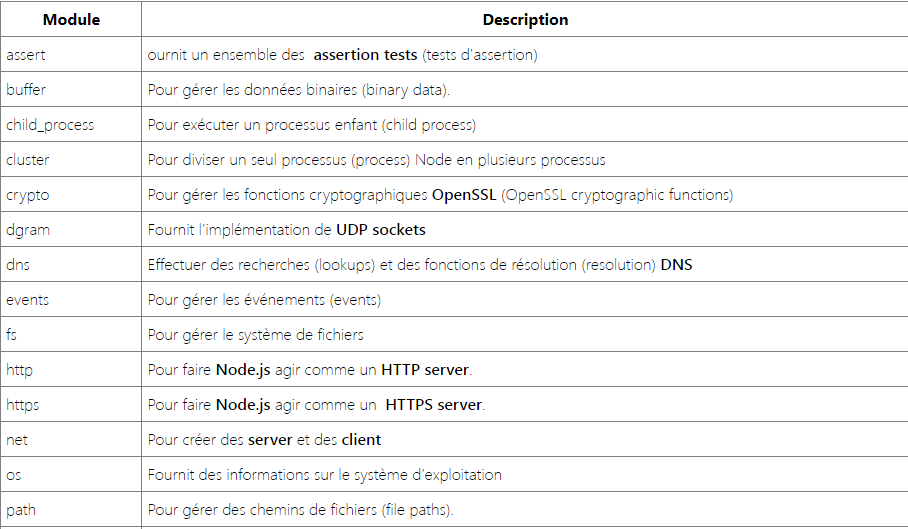 Module Description
assert ournit un ensemble des assertion tests (tests d'assertion)
buffer Pour gérer les données binaires (binary data).
child_process Pour exécuter un processus enfant (child process)
cluster Pour diviser un seul processus (process) Node en plusieurs processus
crypto Pour gérer les fonctions cryptographiques OpenSSL (OpenSSL cryptographic functions)
dgram Fournit l'implémentation de UDP sockets
dns Effectuer des recherches (lookups) et des fonctions de résolution (resolution) DNS
events Pour gérer les événements (events)
fs Pour gérer le système de fichiers
http Pour faire Node.js agir comme un HTTP server.
https Pour faire Node.js agir comme un HTTPS server.
net Pour créer des server et des client
os Fournit des informations sur le système d'exploitation
path Pour gérer des chemins de fichiers (file paths).